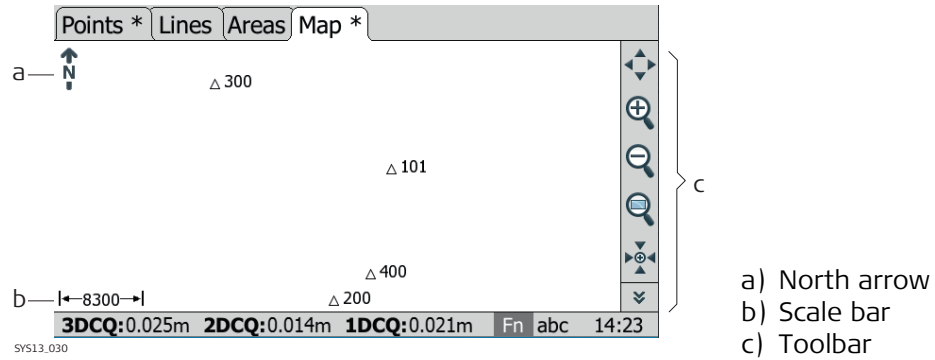 Points * Lines Areas Map *
a N
300
101
c
400
a) North arrow
b 8300 200
b) Scale bar
3DCQ:0.025m 2DCQ:0.014m 1DCQ:0.021m Fn abc 14:23
c) Toolbar
SYS13_030